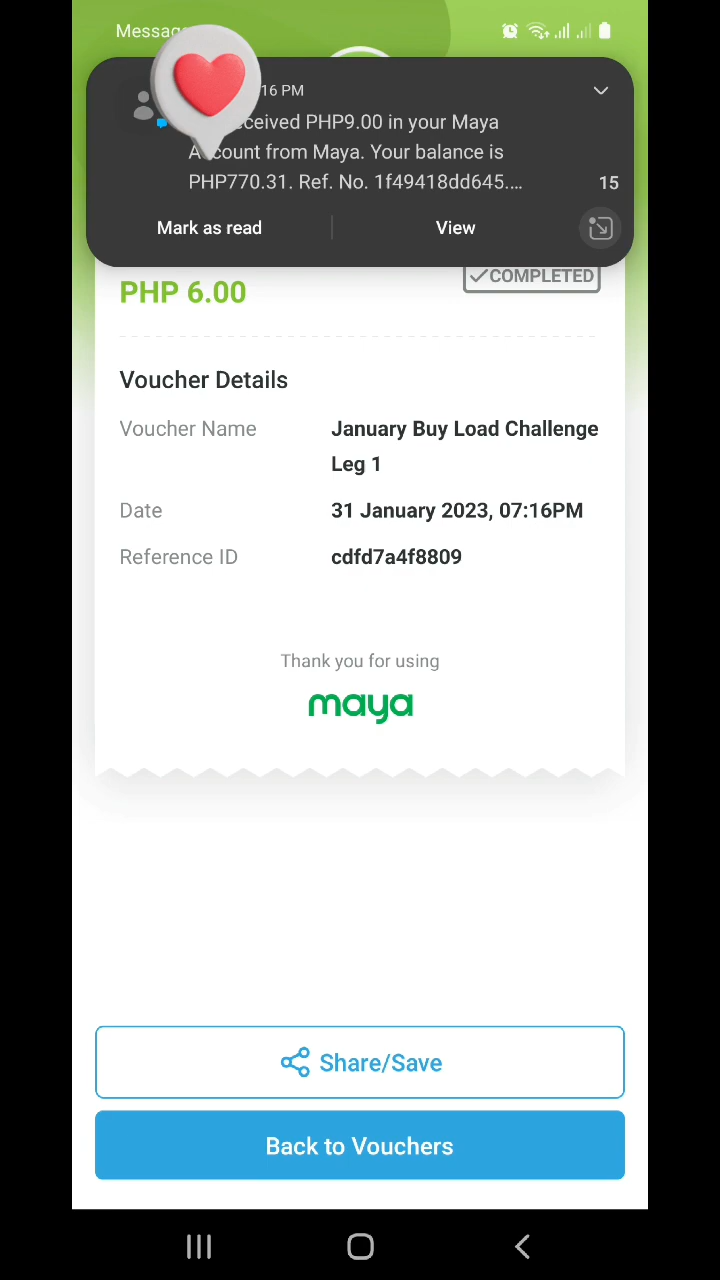 Messag
16 PM
ceived PHP9.00 in your Maya
A count from Maya. Your balance is
PHP770.31. Ref. No. 1f49418dd645....
15
Mark as read
View
PHP 6.00
COMPLETED
Voucher Details
Voucher Name
January Buy Load Challenge
Leg 1
Date
31 January 2023, 07:16PM
Reference ID
cdfd7a4f8809
Thank you for using
maya
Share/Save
Back to Vouchers